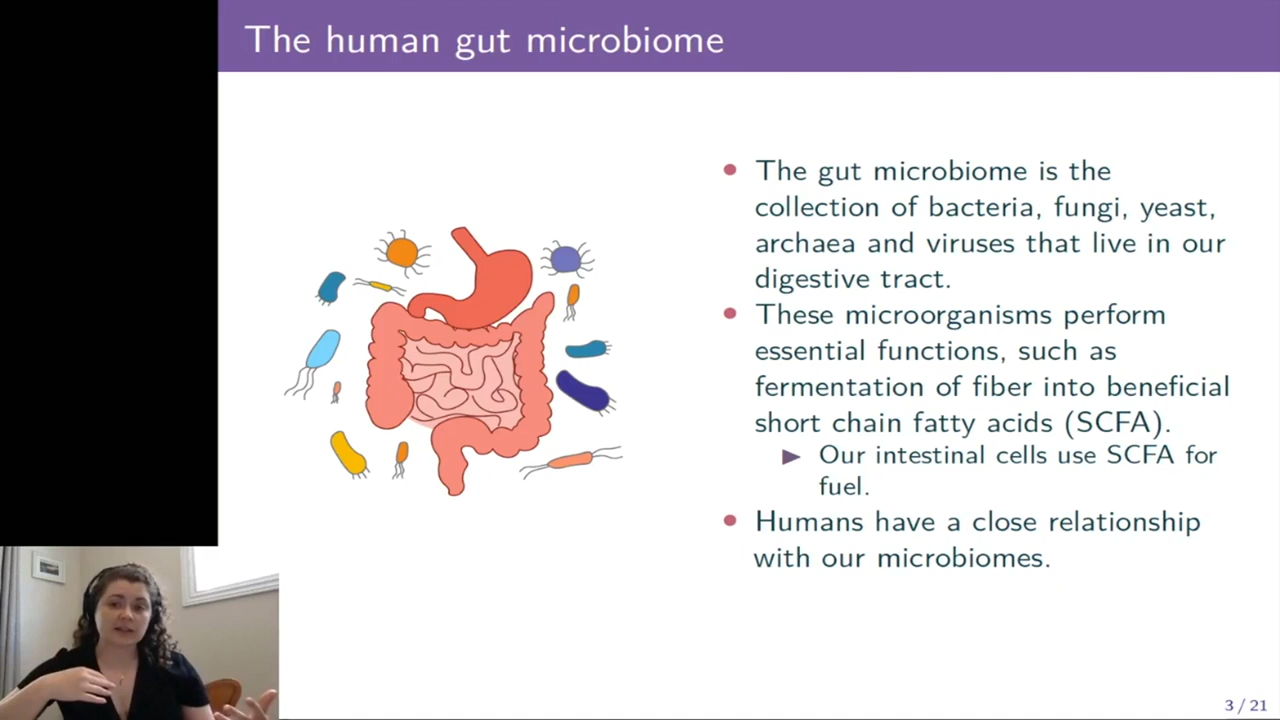 The human gut microbiome
The gut microbiome is the
collection of bacteria, fungi, yeast,
archaea and viruses that live in our
digestive tract.
These microorganisms perform
essential functions, such as
fermentation of fiber into beneficial
short chain fatty acids (SCFA).
Our intestinal cells use SCFA for
fuel.
Humans have a close relationship
with our microbiomes.
3 / 21